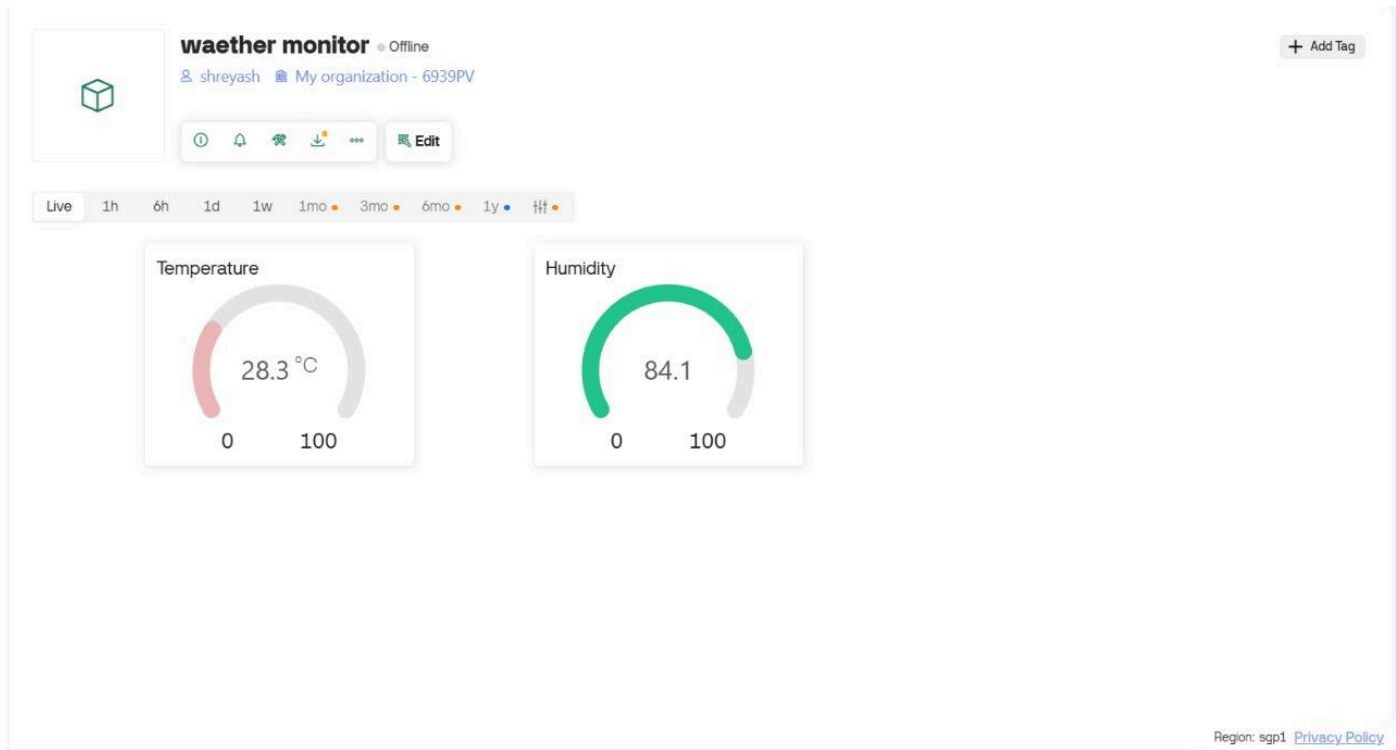 waether monitor Offline
+ Add Tag
shreyash My organization - 6939PV
Edit
Live 1h 6h 1d 1w 1mo 3mo 6mo 1y
Temperature
28.3 °C
0 100
Humidity
84.1
0 100
Region: sgp1 Privacy Policy